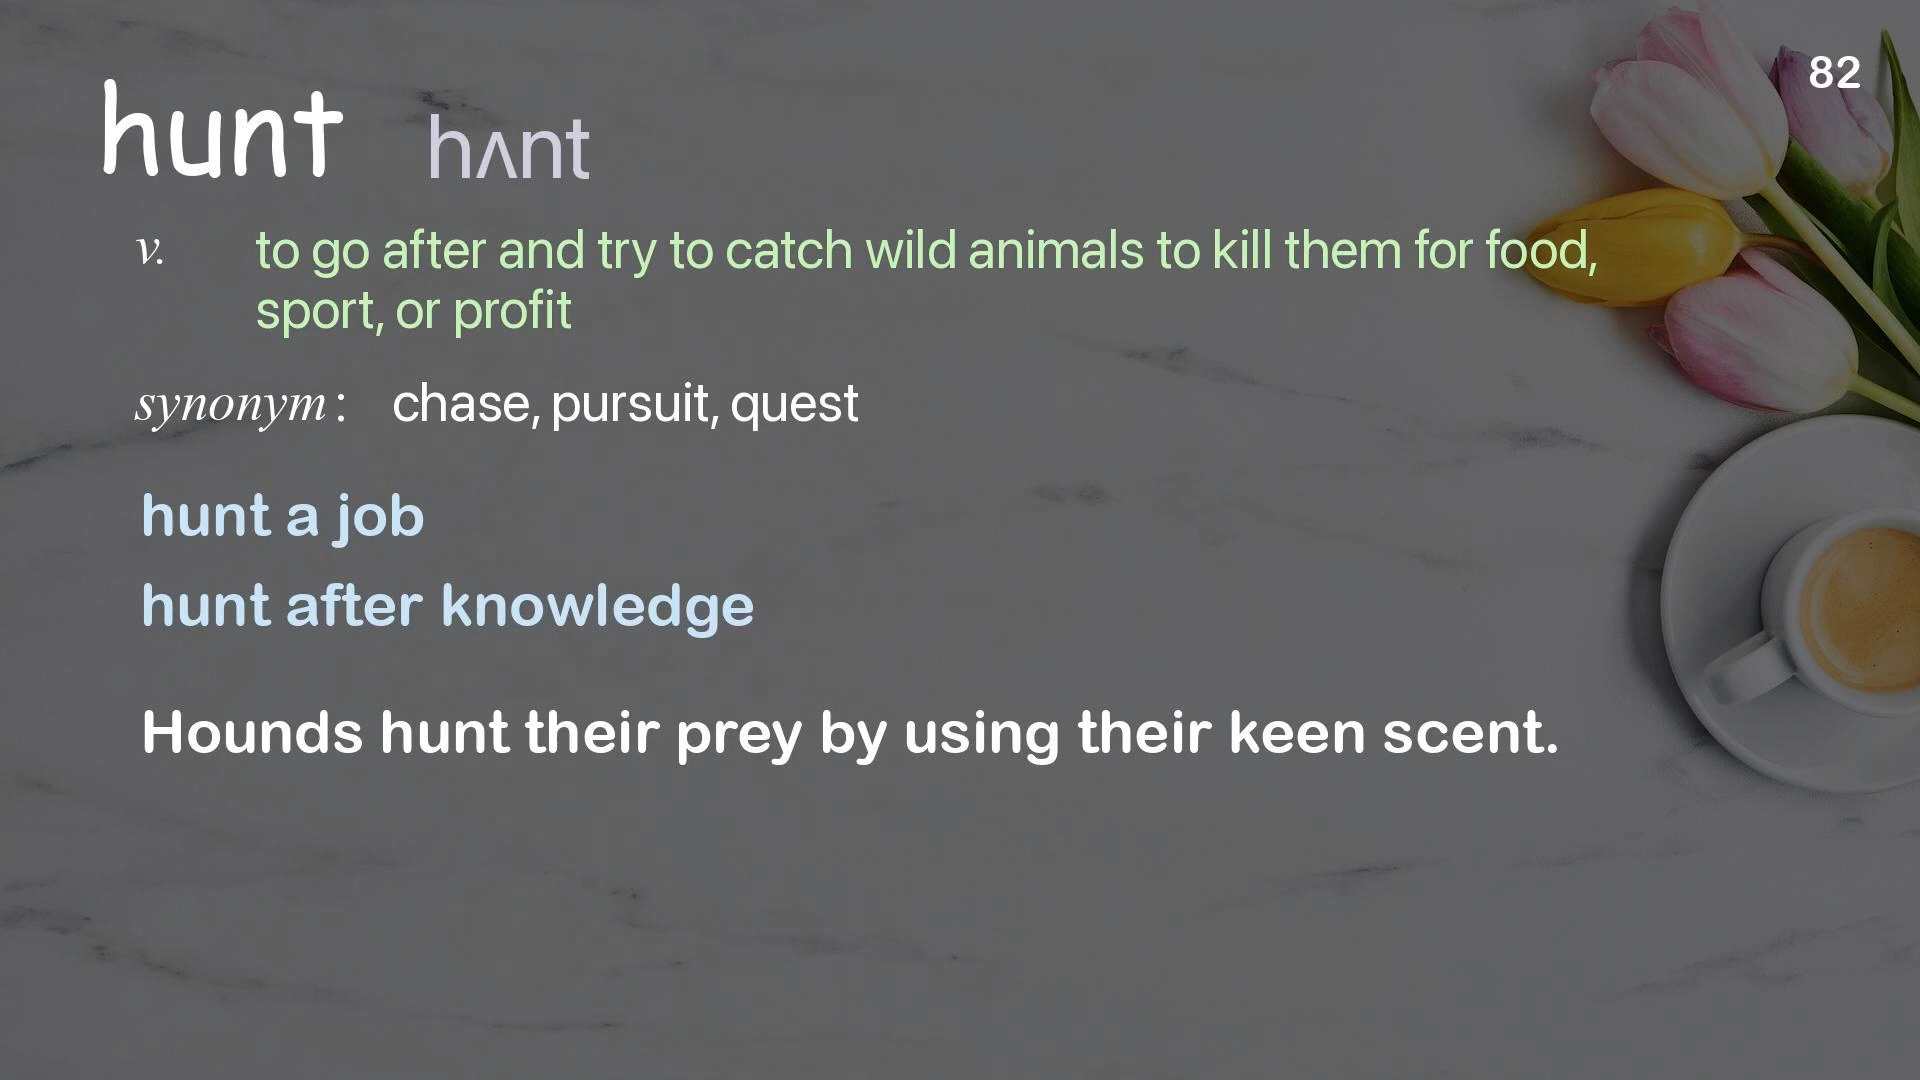 82
hunt hʌnt
v. to go after and try to catch wild animals to kill them for food,
sport, or profit
synonym: chase, pursuit, quest
hunt a job
hunt after knowledge
Hounds hunt their prey by using their keen scent.